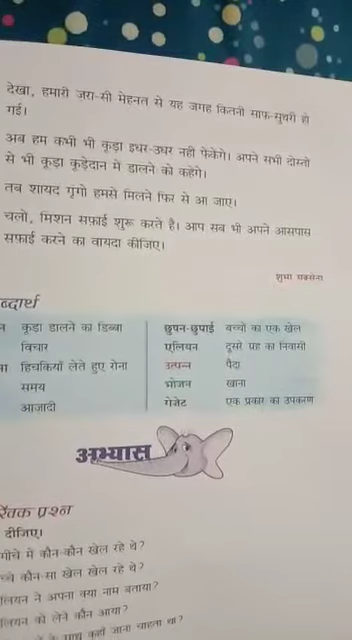 देखा, हमारी ज़रा-सी मेहनत से यह जगह कितनी साफ-सुथरी हो
गई।
अब हम कभी भी कूड़ा इधर-उधर नहीं फेंकेंगे। अपने सभी दोस्तों
से भी कूड़ा कूड़ेदान में डालने को कहेंगे।
तब शायद गुंगो हमसे मिलने फिर से आ जाए।
चलो, मिशन सफ़ाई शुरू करते है। आप सब भी अपने आसपास
सफ़ाई करने का वायदा कीजिए।
शुभा सक्सेना
ब्दार्थ
न कूड़ा डालने का डिब्बा छुपन-छुपाई बच्चों का एक खेल
विचार एलियन दूसरे ग्रह का निवासी
हिचकियाँ लेते हुए रोना उत्पन्न पैदा
समय भोजन खाना
आजादी गेजेट एक प्रकार का उपकरण
अभ्यास
खिक प्रश्न
दीजिए।
गीचे में कौन-कौन खेल रहे थे?
च्चे कौन-सा खेल खेल रहे थे?
लियन ने अपना क्या नाम बताया?
लियन को लेने कौन आया?
के साथ कहाँ जाना चाहता था?